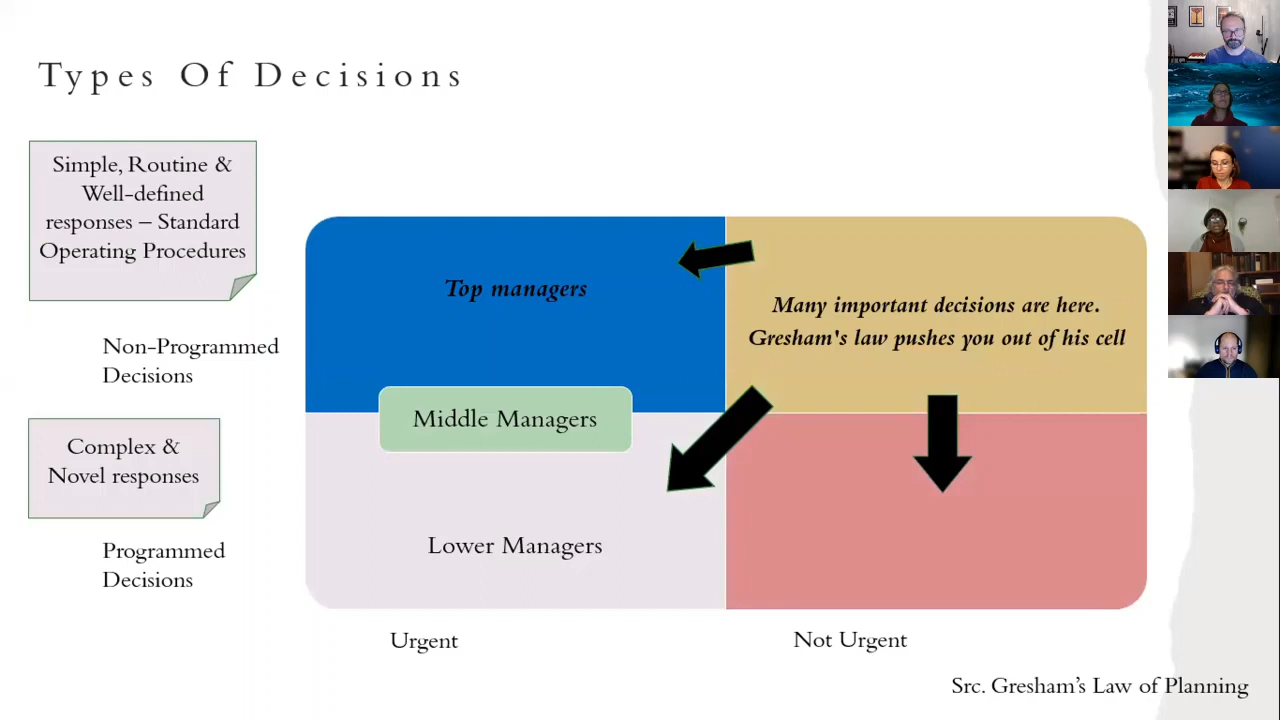 Types Of Decisions
Simple, Routine &
Well-defined
responses – Standard
Operating Procedures
Non-Programmed
Decisions
Complex &
Novel responses
Programmed
Decisions
Top managers
Many important decisions are here.
Gresham's law pushes you out of his cell
Middle Managers
Lower Managers
Urgent
Not Urgent
Src. Gresham’s Law of Planning